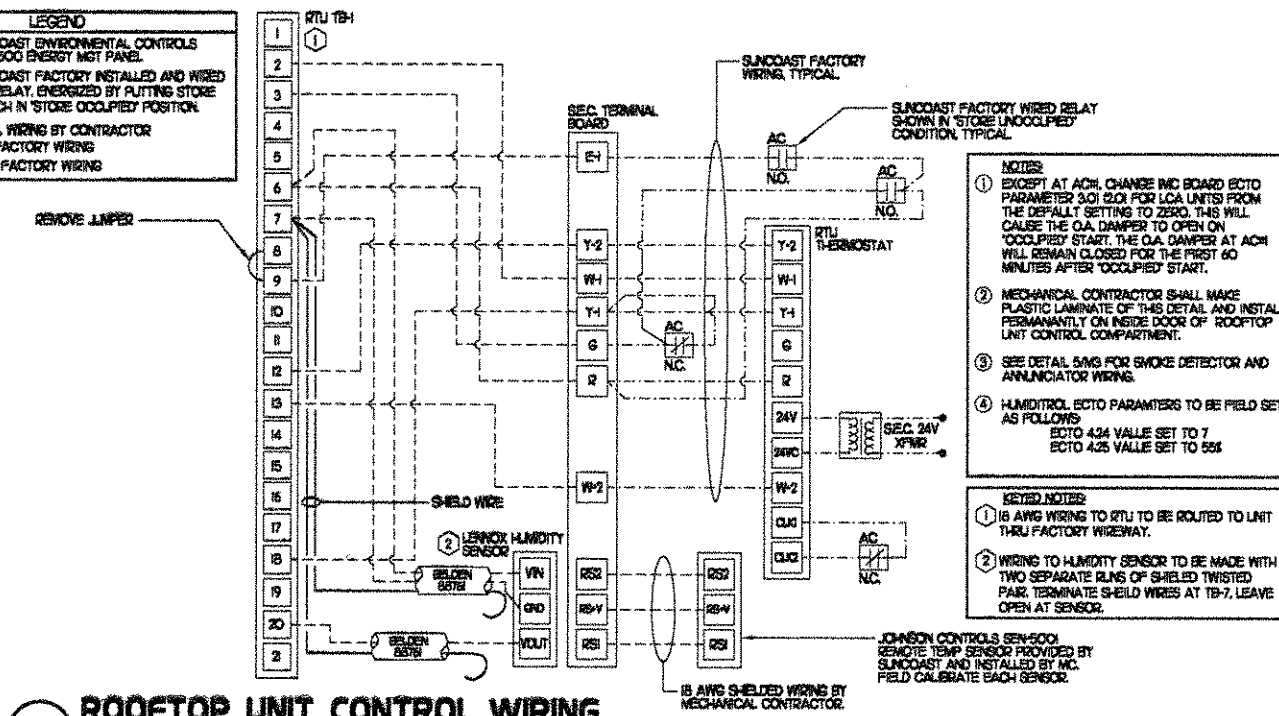 LEGEND
COAST ENVIRONMENTAL CONTROLS
500 ENERGY MGT PANEL.
COAST FACTORY INSTALLED AND WIRED
RELAY. ENERGIZED BY PUTTING STORE
CH IN 'STORE OCCUPIED' POSITION.
WIRING BY CONTRACTOR
FACTORY WIRING
FACTORY WIRING
REMOVE JUMPER
RTU TB-1
1
1
2
3
4
5
6
7
8
9
10
11
12
13
14
15
16
17
18
19
20
21
SHIELD WIRE
2 LENNOX HUMIDITY
SENSOR
BELDEN
8876I
BELDEN
8876I
VIN
GND
VOUT
S.E.C. TERMINAL
BOARD
E-1
Y-2
W-1
Y-1
G
R
W-2
RS2
RS-V
RS1
RS2
RS-V
RS1
SUNCOAST FACTORY
WIRING, TYPICAL.
SUNCOAST FACTORY WIRED RELAY
SHOWN IN 'STORE UNOCCUPIED'
CONDITION, TYPICAL.
AC
N.O.
AC
N.O.
AC
N.C.
RTU
THERMOSTAT
Y-2
W-1
Y-1
G
R
24V
24VC
W-2
CLK1
CLK2
S.E.C. 24V
XFMR
AC
N.C.
JOHNSON CONTROLS SEN-500I
REMOTE TEMP SENSOR PROVIDED BY
SUNCOAST AND INSTALLED BY MC.
FIELD CALIBRATE EACH SENSOR.
18 AWG SHIELDED WIRING BY
MECHANICAL CONTRACTOR.
NOTES
1 EXCEPT AT AC#1, CHANGE IMC BOARD ECTO
PARAMETER 3.01 (2.01 FOR LCA UNITS) FROM
THE DEFAULT SETTING TO ZERO. THIS WILL
CAUSE THE O.A. DAMPER TO OPEN ON
'OCCUPIED' START. THE O.A. DAMPER AT AC#1
WILL REMAIN CLOSED FOR THE FIRST 60
MINUTES AFTER 'OCCUPIED' START.
2 MECHANICAL CONTRACTOR SHALL MAKE
PLASTIC LAMINATE OF THIS DETAIL AND INSTAL
PERMANANTLY ON INSIDE DOOR OF ROOFTOP
UNIT CONTROL COMPARTMENT.
3 SEE DETAIL 5/M3 FOR SMOKE DETECTOR AND
ANNUNCIATOR WIRING.
4 HUMIDITROL ECTO PARAMTERS TO BE FIELD SET
AS FOLLOWS:
ECTO 4.24 VALUE SET TO 7
ECTO 4.25 VALUE SET TO 55%
KEYED NOTES
1 18 AWG WIRING TO RTU TO BE ROUTED TO UNIT
THRU FACTORY WIREWAY.
2 WIRING TO HUMIDITY SENSOR TO BE MADE WITH
TWO SEPARATE RUNS OF SHIELED TWISTED
PAIR. TERMINATE SHEILD WIRES AT TB-7, LEAVE
OPEN AT SENSOR.
ROOFTOP UNIT CONTROL WIRING